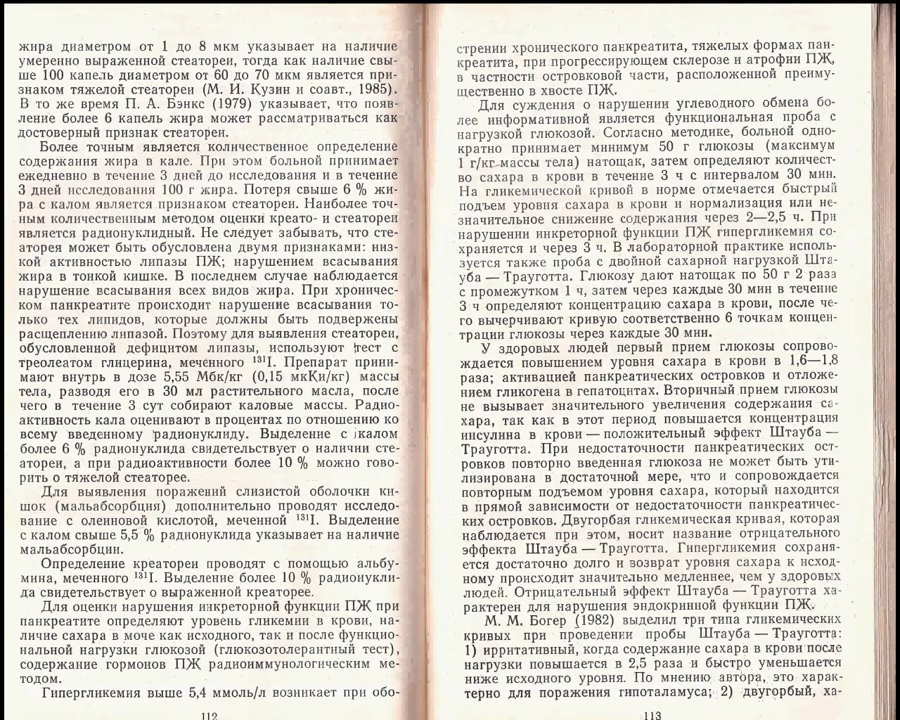 жира диаметром от 1 до 8 мкм указывает на наличие
умеренно выраженной стеатореи, тогда как наличие свы-
ше 100 капель диаметром от 60 до 70 мкм является при-
знаком тяжелой стеатореи (М. И. Кузин и соавт., 1985).
В то же время П. А. Бэнкс (1979) указывает, что появ-
ление более 6 капель жира может рассматриваться как
достоверный признак стеатореи.
Более точным является количественное определение
содержания жира в кале. При этом больной принимает
ежедневно в течение 3 дней до исследования и в течение
3 дней исследования 100 г жира. Потеря свыше 6 % жи-
ра с калом является признаком стеатореи. Наиболее точ-
ным количественным методом оценки креато- и стеатореи
является радионуклидный. Не следует забывать, что сте-
аторея может быть обусловлена двумя признаками: низ-
кой активностью липазы ПЖ; нарушением всасывания
жира в тонкой кишке. В последнем случае наблюдается
нарушение всасывания всех видов жира. При хроничес-
ком панкреатите происходит нарушение всасывания то-
лько тех липидов, которые должны быть подвержены
расщеплению липазой. Поэтому для выявления стеатореи,
обусловленной дефицитом липазы, используют тест с
треолеатом глицерина, меченного ¹³¹I. Препарат прини-
мают внутрь в дозе 5,55 Мбк/кг (0,15 мкКи/кг) массы
тела, разводя его в 30 мл растительного масла, после
чего в течение 3 сут собирают каловые массы. Радио-
активность кала оценивают в процентах по отношению ко
всему введенному радионуклиду. Выделение с калом
более 6 % радионуклида свидетельствует о наличии сте-
атореи, а при радиоактивности более 10 % можно гово-
рить о тяжелой стеаторее.
Для выявления поражений слизистой оболочки ки-
шок (мальабсорбция) дополнительно проводят исследо-
вание с олеиновой кислотой, меченной ¹³¹I. Выделение
с калом свыше 5,5 % радионуклида указывает на наличие
мальабсорбции.
Определение креатореи проводят с помощью альбу-
мина, меченного ¹³¹I. Выделение более 10 % радионукли-
да свидетельствует о выраженной креаторее.
Для оценки нарушения инкреторной функции ПЖ при
панкреатите определяют уровень гликемии в крови, на-
личие сахара в моче как исходного, так и после функцио-
нальной нагрузки глюкозой (глюкозотолерантный тест),
содержание гормонов ПЖ радиоиммунологическим ме-
тодом.
Гипергликемия выше 5,4 ммоль/л возникает при обо-
112
стрении хронического панкреатита, тяжелых формах пан-
креатита, при прогрессирующем склерозе и атрофии ПЖ,
в частности островковой части, расположенной преиму-
щественно в хвосте ПЖ.
Для суждения о нарушении углеводного обмена бо-
лее информативной является функциональная проба с
нагрузкой глюкозой. Согласно методике, больной одно-
кратно принимает минимум 50 г глюкозы (максимум
1 г/кг массы тела) натощак, затем определяют количест-
во сахара в крови в течение 3 ч с интервалом 30 мин.
На гликемической кривой в норме отмечается быстрый
подъем уровня сахара в крови и нормализация или не-
значительное снижение содержания через 2—2,5 ч. При
нарушении инкреторной функции ПЖ гипергликемия со-
храняется и через 3 ч. В лабораторной практике исполь-
зуется также проба с двойной сахарной нагрузкой Шта-
уба — Трауготта. Глюкозу дают натощак по 50 г 2 раза
с промежутком 1 ч, затем через каждые 30 мин в течение
3 ч определяют концентрацию сахара в крови, после че-
го вычерчивают кривую соответственно 6 точкам концен-
трации глюкозы через каждые 30 мин.
У здоровых людей первый прием глюкозы сопрово-
ждается повышением уровня сахара в крови в 1,6—1,8
раза; активацией панкреатических островков и отложе-
нием гликогена в гепатоцитах. Вторичный прием глюкозы
не вызывает значительного увеличения содержания са-
хара, так как в этот период повышается концентрация
инсулина в крови — положительный эффект Штауба —
Трауготта. При недостаточности панкреатических ост-
ровков повторно введенная глюкоза не может быть ути-
лизирована в достаточной мере, что и сопровождается
повторным подъемом уровня сахара, который находится
в прямой зависимости от недостаточности панкреатичес-
ких островков. Двугорбая гликемическая кривая, которая
наблюдается при этом, носит название отрицательного
эффекта Штауба — Трауготта. Гипергликемия сохраня-
ется достаточно долго и возврат уровня сахара к исход-
ному происходит значительно медленнее, чем у здоровых
людей. Отрицательный эффект Штауба — Трауготта ха-
рактерен для нарушения эндокринной функции ПЖ.
М. М. Богер (1982) выделил три типа гликемических
кривых при проведении пробы Штауба — Трауготта:
1) ирритативный, когда содержание сахара в крови после
нагрузки повышается в 2,5 раза и быстро уменьшается
ниже исходного уровня. По мнению автора, это харак-
терно для поражения гипоталамуса; 2) двугорбый, ха-
113